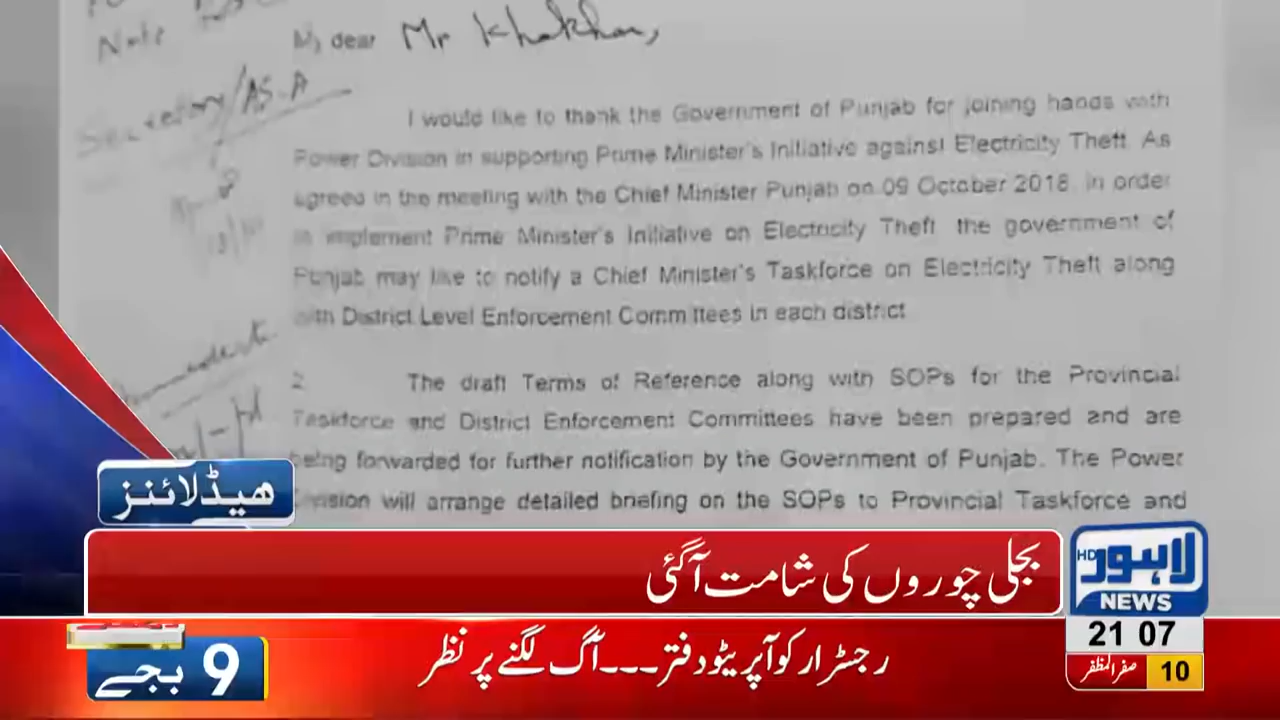 Note
My dear Mr Khokhar,
Secretary/AS-A
I would like to thank the Government of Punjab for joining hands with
Power Division in supporting Prime Minister's Initiative against Electricity Theft. As
agreed in the meeting with the Chief Minister Punjab on 09 October 2018, in order
to implement Prime Minister's Initiative on Electricity Theft the government of
Punjab may like to notify a Chief Minister's Taskforce on Electricity Theft along
with District Level Enforcement Committees in each district
2 The draft Terms of Reference along with SOPs for the Provincial
Taskforce and District Enforcement Committees have been prepared and are
being forwarded for further notification by the Government of Punjab. The Power
Division will arrange detailed briefing on the SOPs to Provincial Taskforce and
ہیڈلائنز
بجلی چوروں کی شامت آگئی
لاہور HD
NEWS
21 07
10 صفر المظفر
رجسٹرار کوآپریٹو دفتر۔۔۔آگ لگنے پر نظر
9 بجے